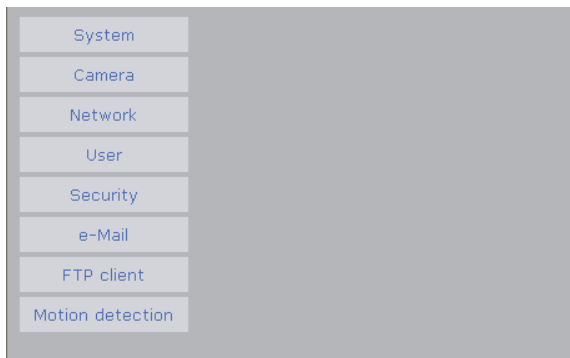 System
Camera
Network
User
Security
e-Mail
FTP client
Motion detection